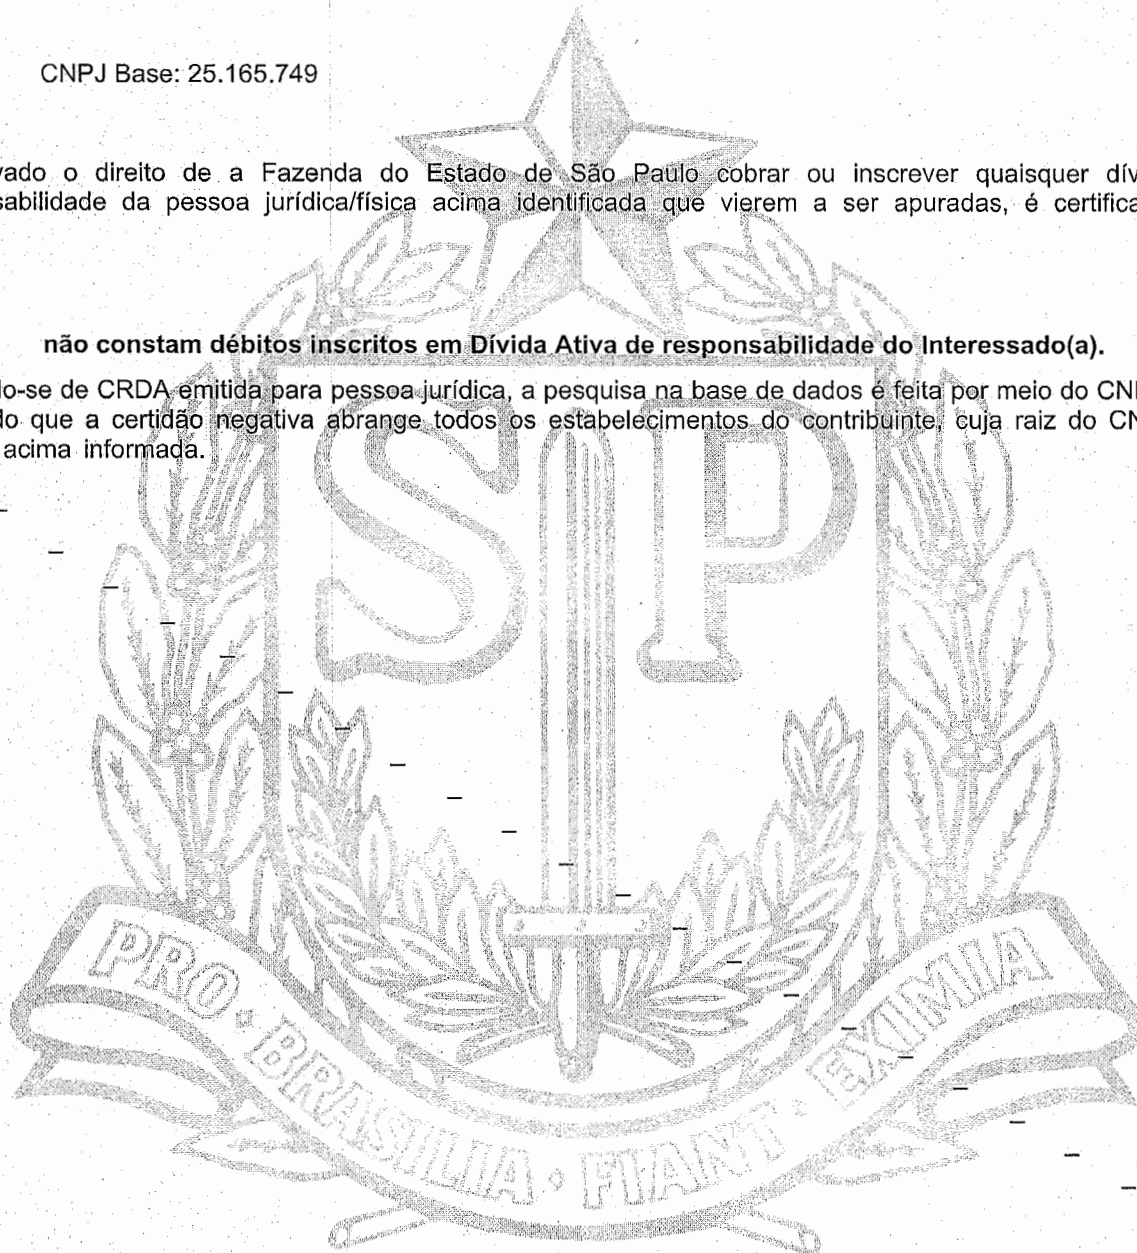 CNPJ Base: 25.165.749
vado o direito de a Fazenda do Estado de São Paulo cobrar ou inscrever quaisquer dív
sabilidade da pessoa jurídica/física acima identificada que vierem a ser apuradas, é certifica
não constam débitos inscritos em Dívida Ativa de responsabilidade do Interessado(a).
do-se de CRDA emitida para pessoa jurídica, a pesquisa na base de dados é feita por meio do CN
do que a certidão negativa abrange todos os estabelecimentos do contribuinte, cuja raiz do CN
acima informada.
SP
PRO · BRASILIA · FIANT · EXIMIA